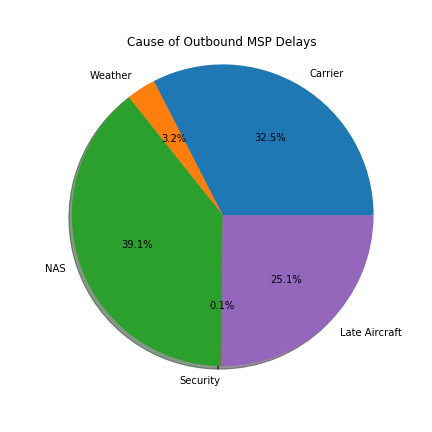 Cause of Outbound MSP Delays
Weather
Carrier
3.2%
32.5%
39.1%
NAS
25.1%
0.1%
Late Aircraft
Security